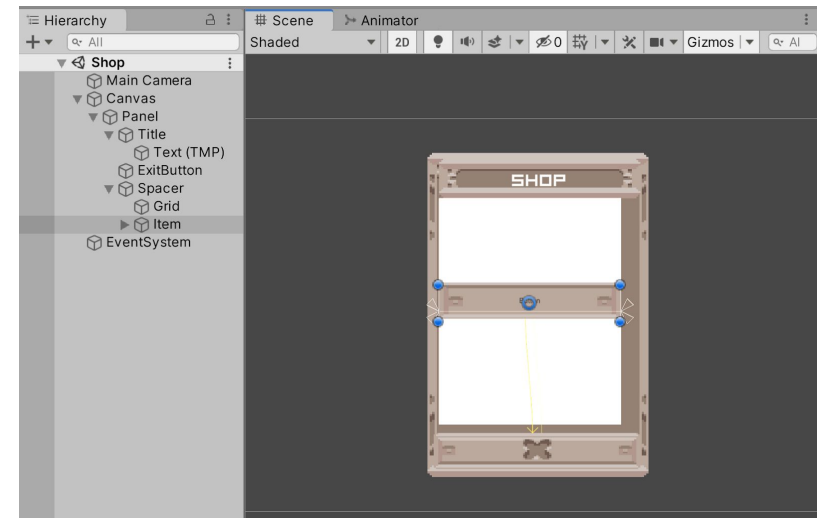 Hierarchy
All
Shop
Main Camera
Canvas
Panel
Title
Text (TMP)
ExitButton
Spacer
Grid
Item
EventSystem
Scene
Animator
Shaded
2D
0
Gizmos
Al
SHOP